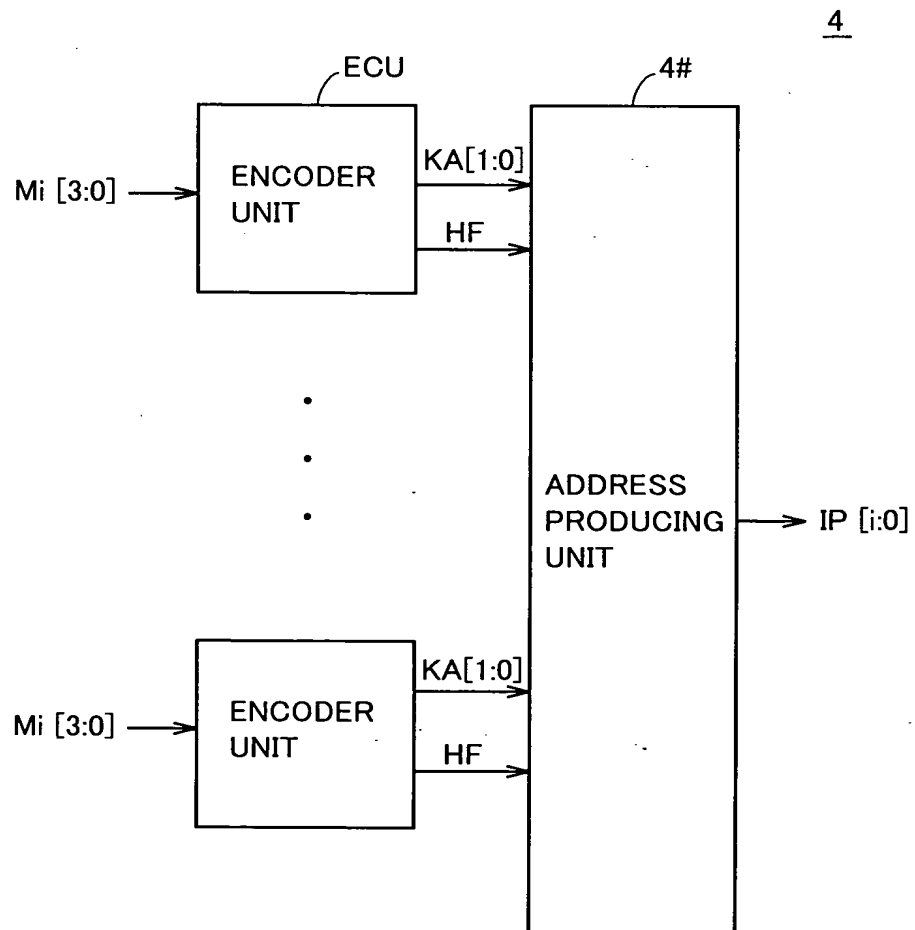 4
ECU
4#
ENCODER
UNIT
Mi [3:0]
KA[1:0]
HF
ADDRESS
PRODUCING
UNIT
IP [i:0]
ENCODER
UNIT
Mi [3:0]
KA[1:0]
HF